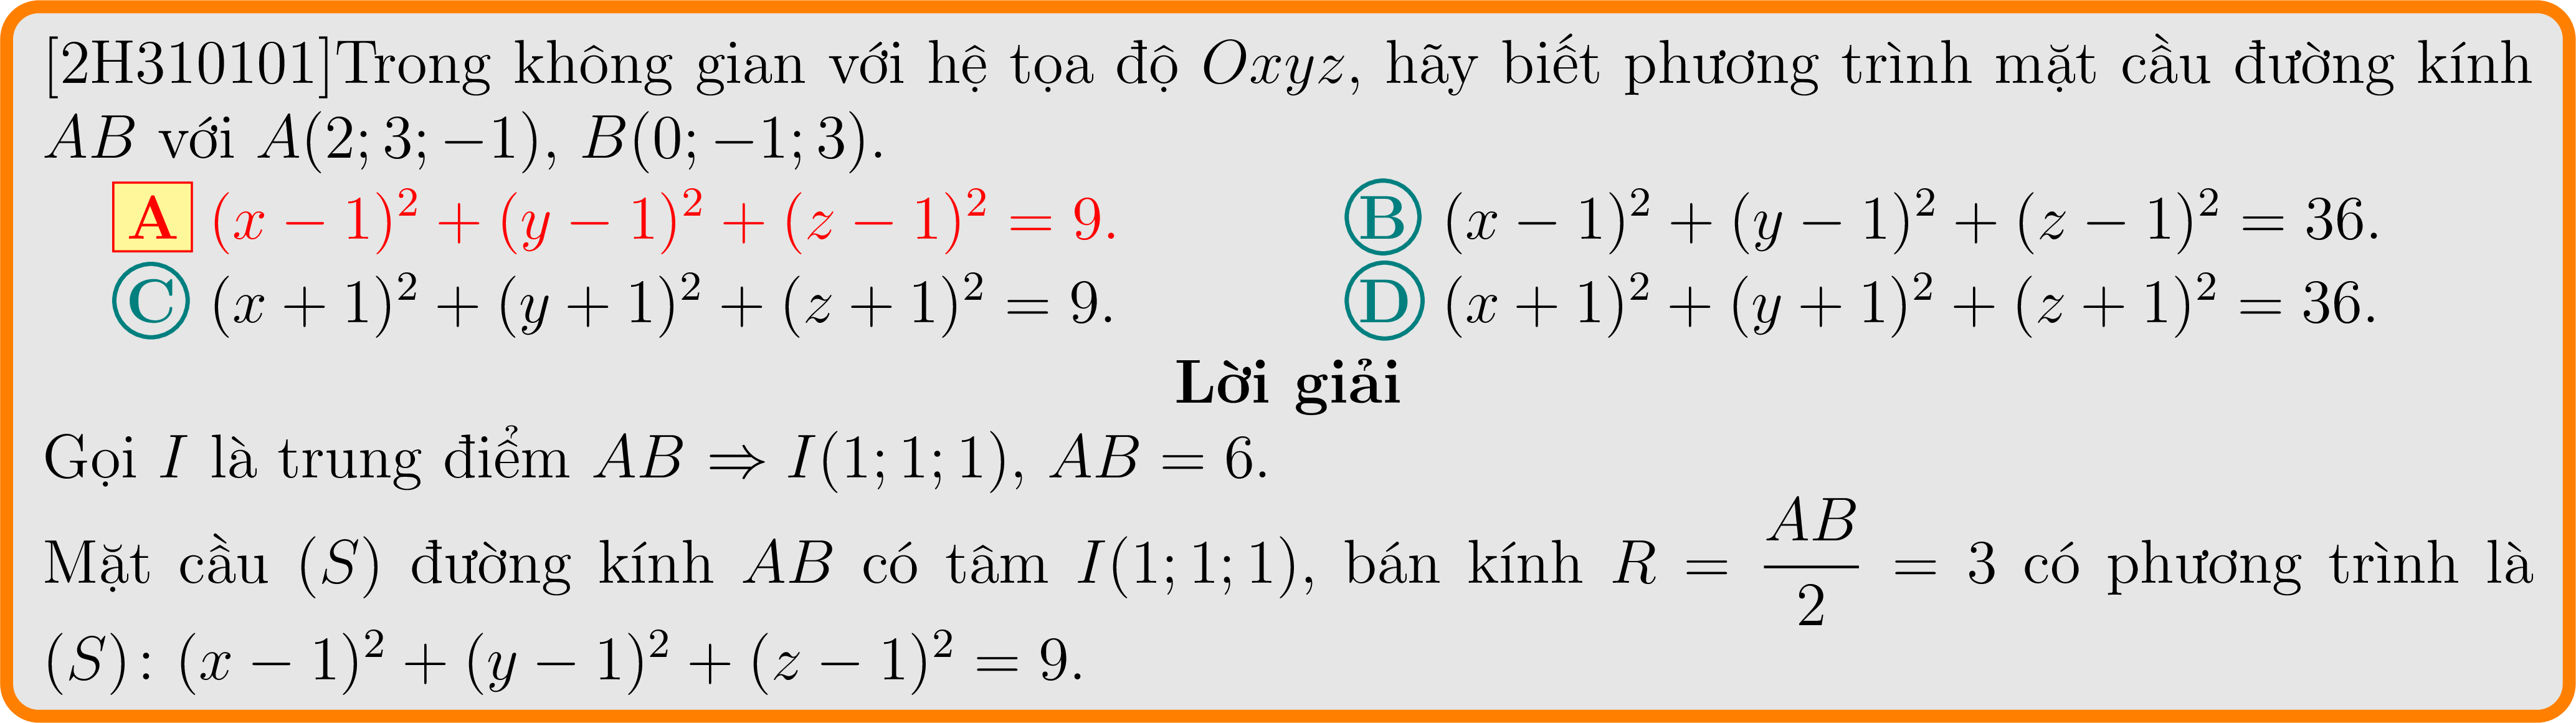 [2H310101]Trong không gian với hệ tọa độ Oxyz, hãy biết phương trình mặt cầu đường kính
AB với A(2; 3; −1), B(0; −1; 3).
A (x − 1)² + (y − 1)² + (z − 1)² = 9. B (x − 1)² + (y − 1)² + (z − 1)² = 36.
C (x + 1)² + (y + 1)² + (z + 1)² = 9. D (x + 1)² + (y + 1)² + (z + 1)² = 36.
Lời giải
Gọi I là trung điểm AB ⇒ I(1; 1; 1), AB = 6.
Mặt cầu (S) đường kính AB có tâm I(1; 1; 1), bán kính R = AB/2 = 3 có phương trình là
(S): (x − 1)² + (y − 1)² + (z − 1)² = 9.